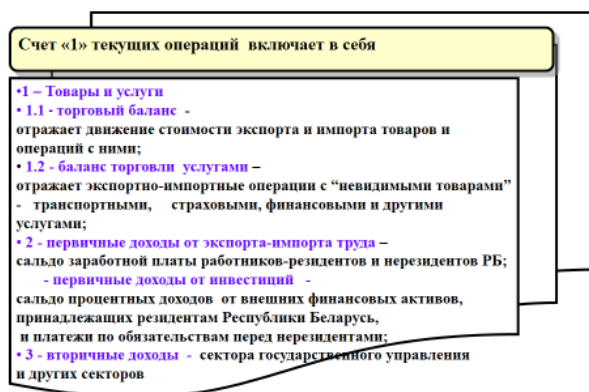 Счет «1» текущих операций включает в себя
•1 – Товары и услуги
• 1.1 - торговый баланс -
отражает движение стоимости экспорта и импорта товаров и
операций с ними;
• 1.2 - баланс торговли услугами –
отражает экспортно-импортные операции с “невидимыми товарами”
- транспортными, страховыми, финансовыми и другими
услугами;
• 2 - первичные доходы от экспорта-импорта труда –
сальдо заработной платы работников-резидентов и нерезидентов РБ;
- первичные доходы от инвестиций -
сальдо процентных доходов от внешних финансовых активов,
принадлежащих резидентам Республики Беларусь,
и платежи по обязательствам перед нерезидентами;
• 3 - вторичные доходы - сектора государственного управления
и других секторов